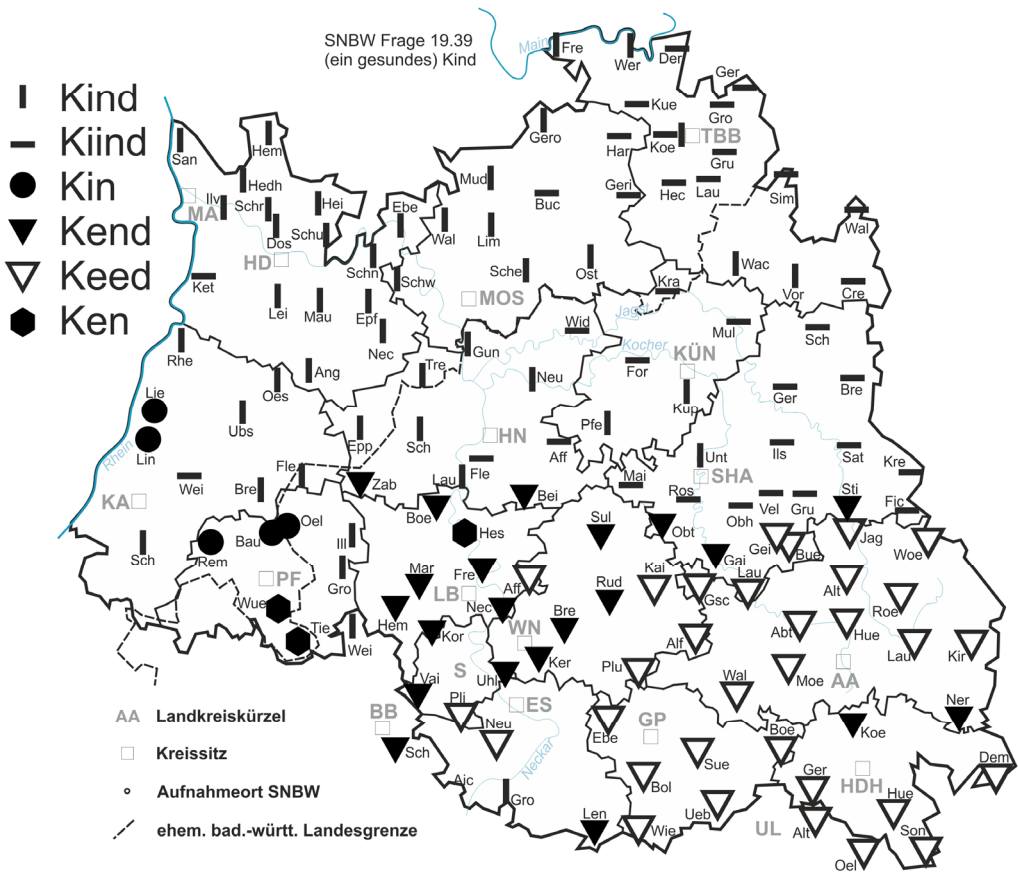 SNBW Frage 19.39
(ein gesundes) Kind
Kind
Kiind
Kin
Kend
Keed
Ken
Main
Fre
Wer
Der
Ger
Kue
Gro
Gero
Har
Koe
TBB
Gru
San
Hem
Mud
Hedh
Ilv
MA
Schr
Hei
Dos
Schu
Ebe
Wal
Lim
Buc
Geri
Hec
Lau
Sim
Wal
HD
Schn
Schw
Sche
Ost
Kra
Wac
Vor
Cre
Ket
Lei
Mau
Epf
MOS
Jagst
Wid
Nec
Gun
Kocher
Mul
Sch
Rhe
Tre
Ang
Oes
Neu
For
KÜN
Kup
Ger
Bre
Lie
Ubs
Lin
Rhein
Epp
Sch
HN
Pfe
Aff
Unt
Ils
Sat
Wei
Bre
Fle
Zab
Lau
Fle
Bei
Mai
SHA
Ros
Obh
Vel
Gru
Sti
Kre
Fic
KA
Boe
Oel
Bau
Rem
Sch
Ill
Hes
Sul
Obt
Gai
Gei
Bue
Jag
Woe
PF
Gro
Mar
Fre
LB
Aff
Nec
Rud
Kai
Gsc
Lau
Alt
Roe
Wue
Tie
Wei
Hem
Kor
WN
Bre
Ker
Alf
Abt
Hue
Lau
Kir
S
Uhl
Vai
Plu
Wal
Moe
AA
BB
Pli
Sch
Neu
ES
Ebe
GP
Boe
Koe
Ner
Sue
Bol
Ger
HDH
Dem
Neckar
Ajc
Gro
Len
Wie
Ueb
UL
Alt
Hue
Son
Oel
AA Landkreiskürzel
Kreissitz
Aufnahmeort SNBW
ehem. bad.-württ. Landesgrenze